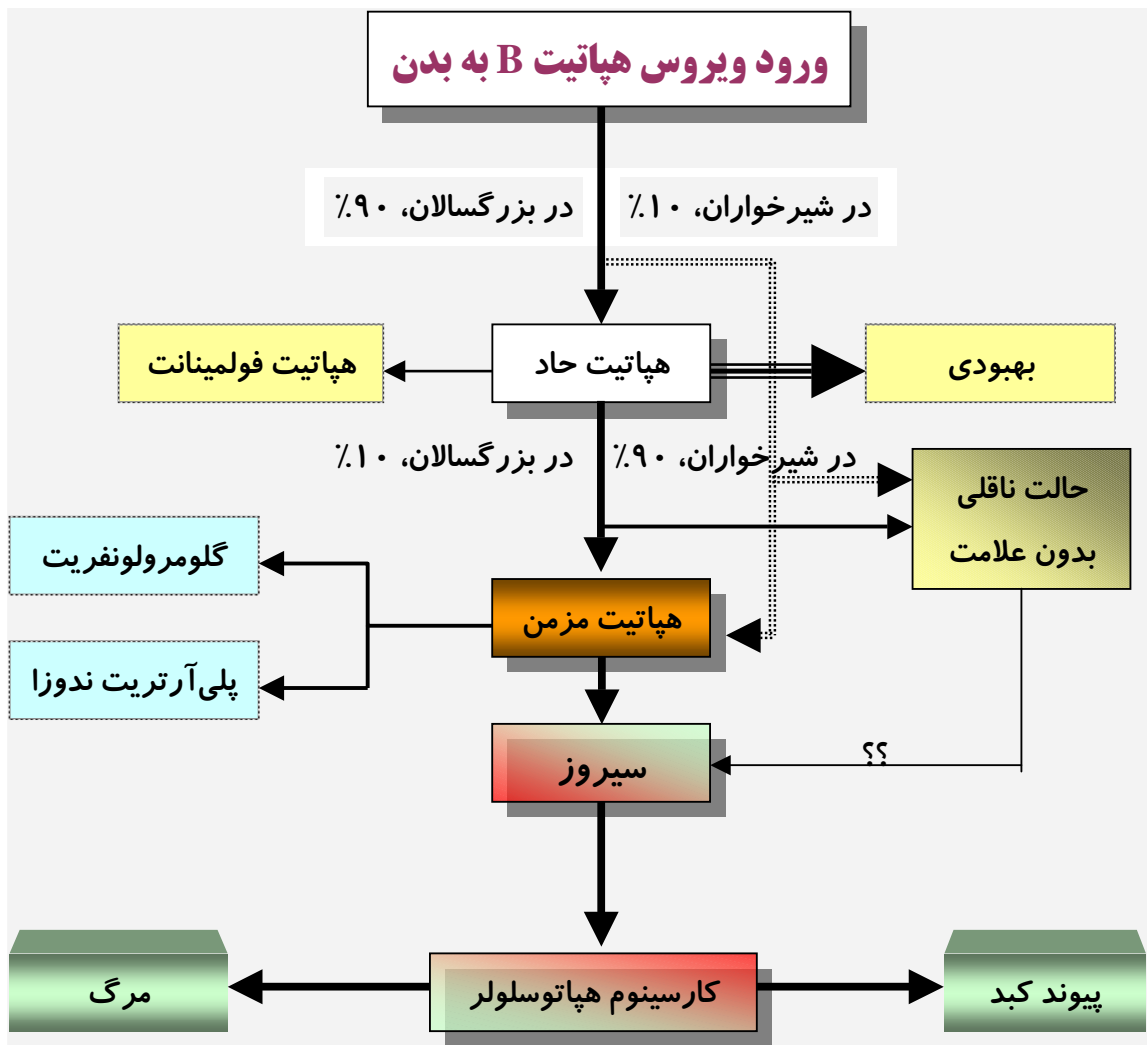 ورود ویروس هپاتیت B به بدن
در شیرخواران، ۱۰٪
در بزرگسالان، ۹۰٪
بهبودی
هپاتیت حاد
هپاتیت فولمینانت
در شیرخواران، ۹۰٪
در بزرگسالان، ۱۰٪
حالت ناقلی
بدون علامت
گلومرولونفریت
هپاتیت مزمن
پلی‌آرتریت ندوزا
سیروز
؟؟
پیوند کبد
کارسینوم هپاتوسلولر
مرگ